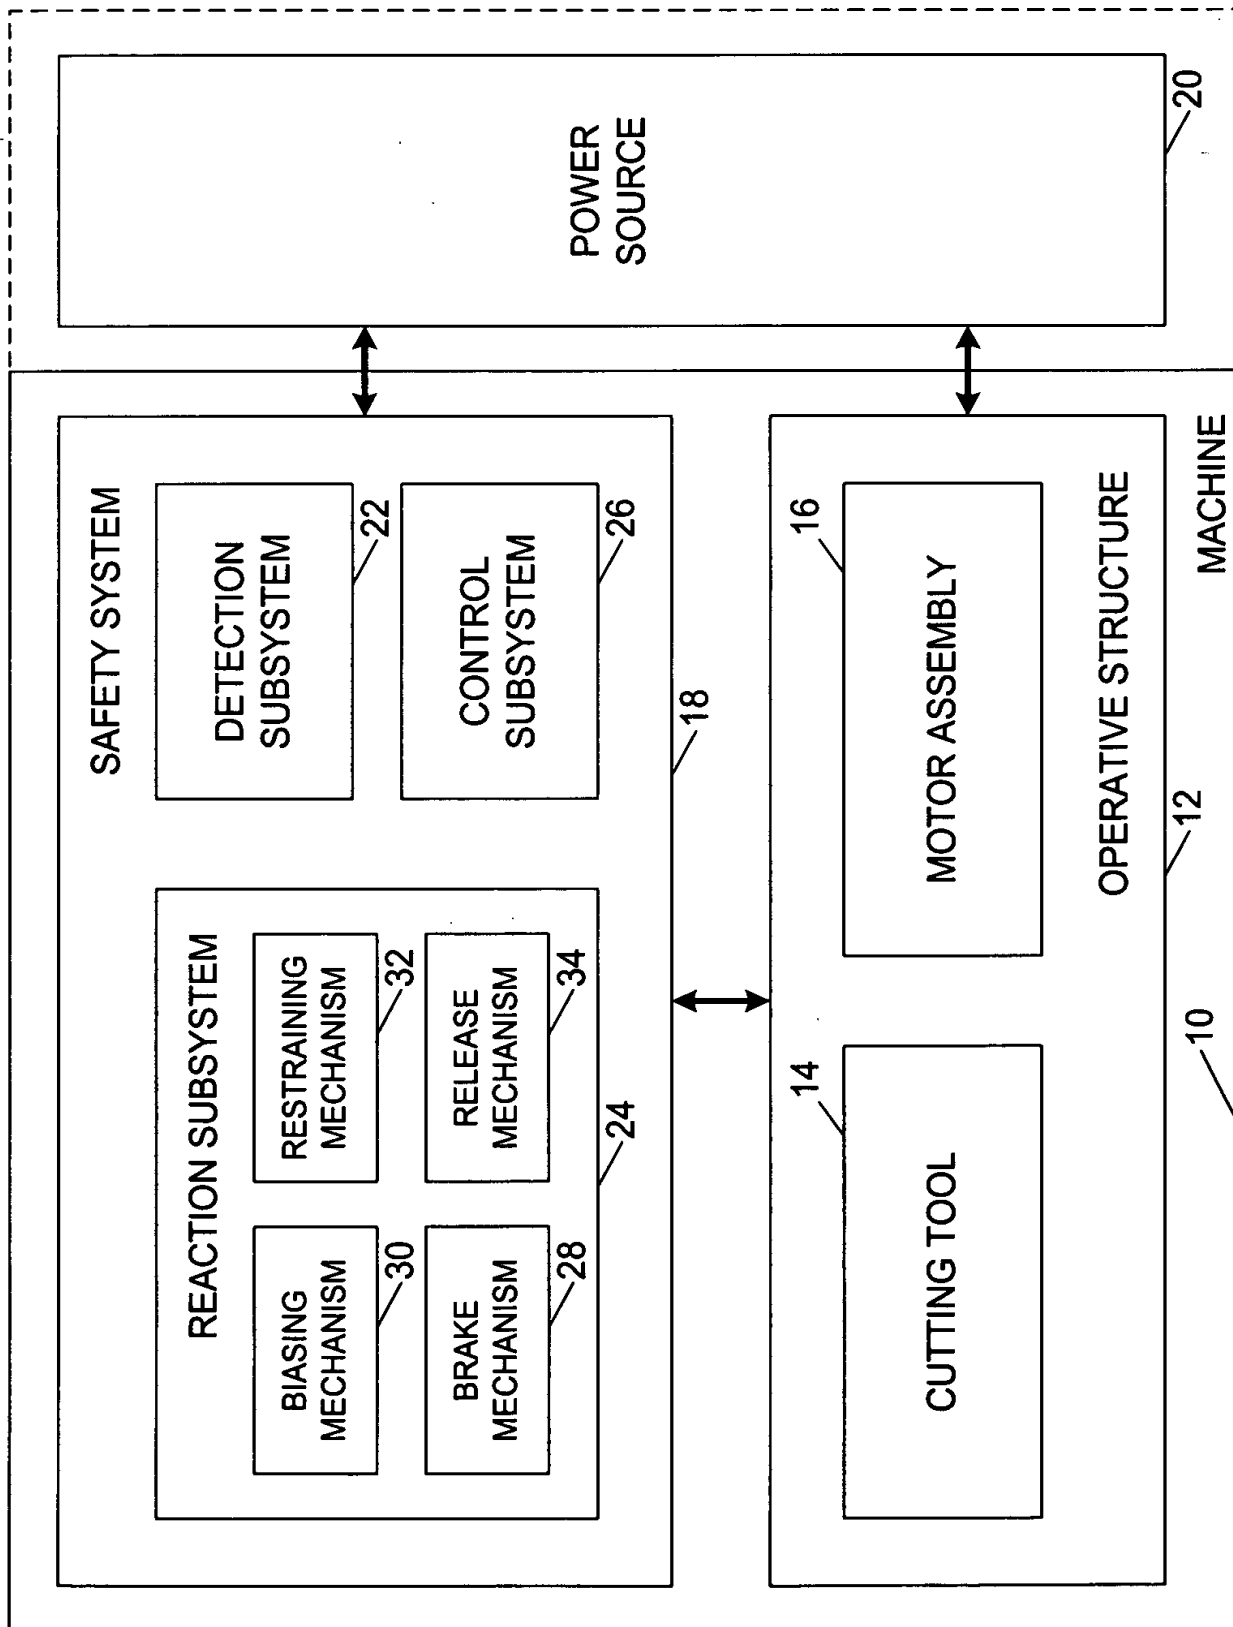 SAFETY SYSTEM
REACTION SUBSYSTEM
BIASING
MECHANISM
30
RESTRAINING
MECHANISM
32
BRAKE
MECHANISM
28
RELEASE
MECHANISM
34
24
DETECTION
SUBSYSTEM
22
CONTROL
SUBSYSTEM
26
18
POWER
SOURCE
20
14
CUTTING TOOL
16
MOTOR ASSEMBLY
OPERATIVE STRUCTURE
12
10
MACHINE